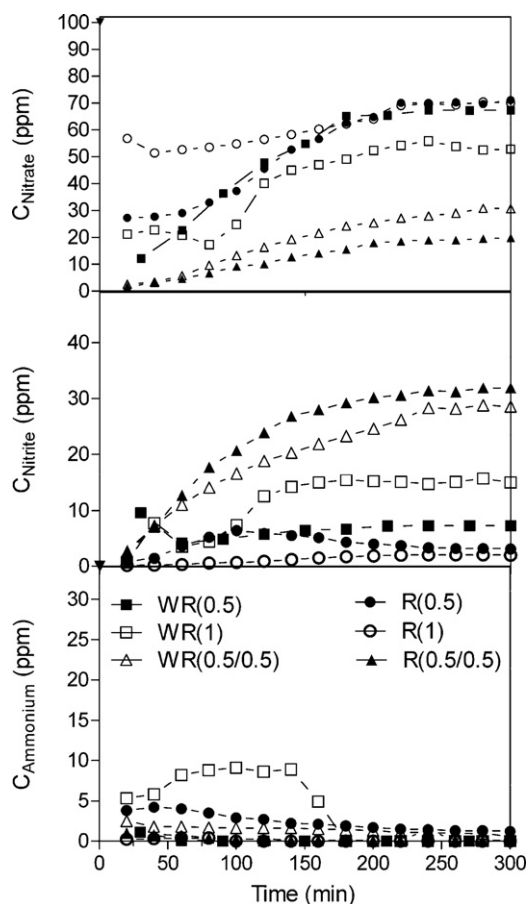 C_Nitrate (ppm)
100
90
80
70
60
50
40
30
20
10
0
C_Nitrite (ppm)
40
30
20
10
0
C_Ammonium (ppm)
30
25
20
15
10
5
0
WR(0.5)
R(0.5)
WR(1)
R(1)
WR(0.5/0.5)
R(0.5/0.5)
0 50 100 150 200 250 300
Time (min)